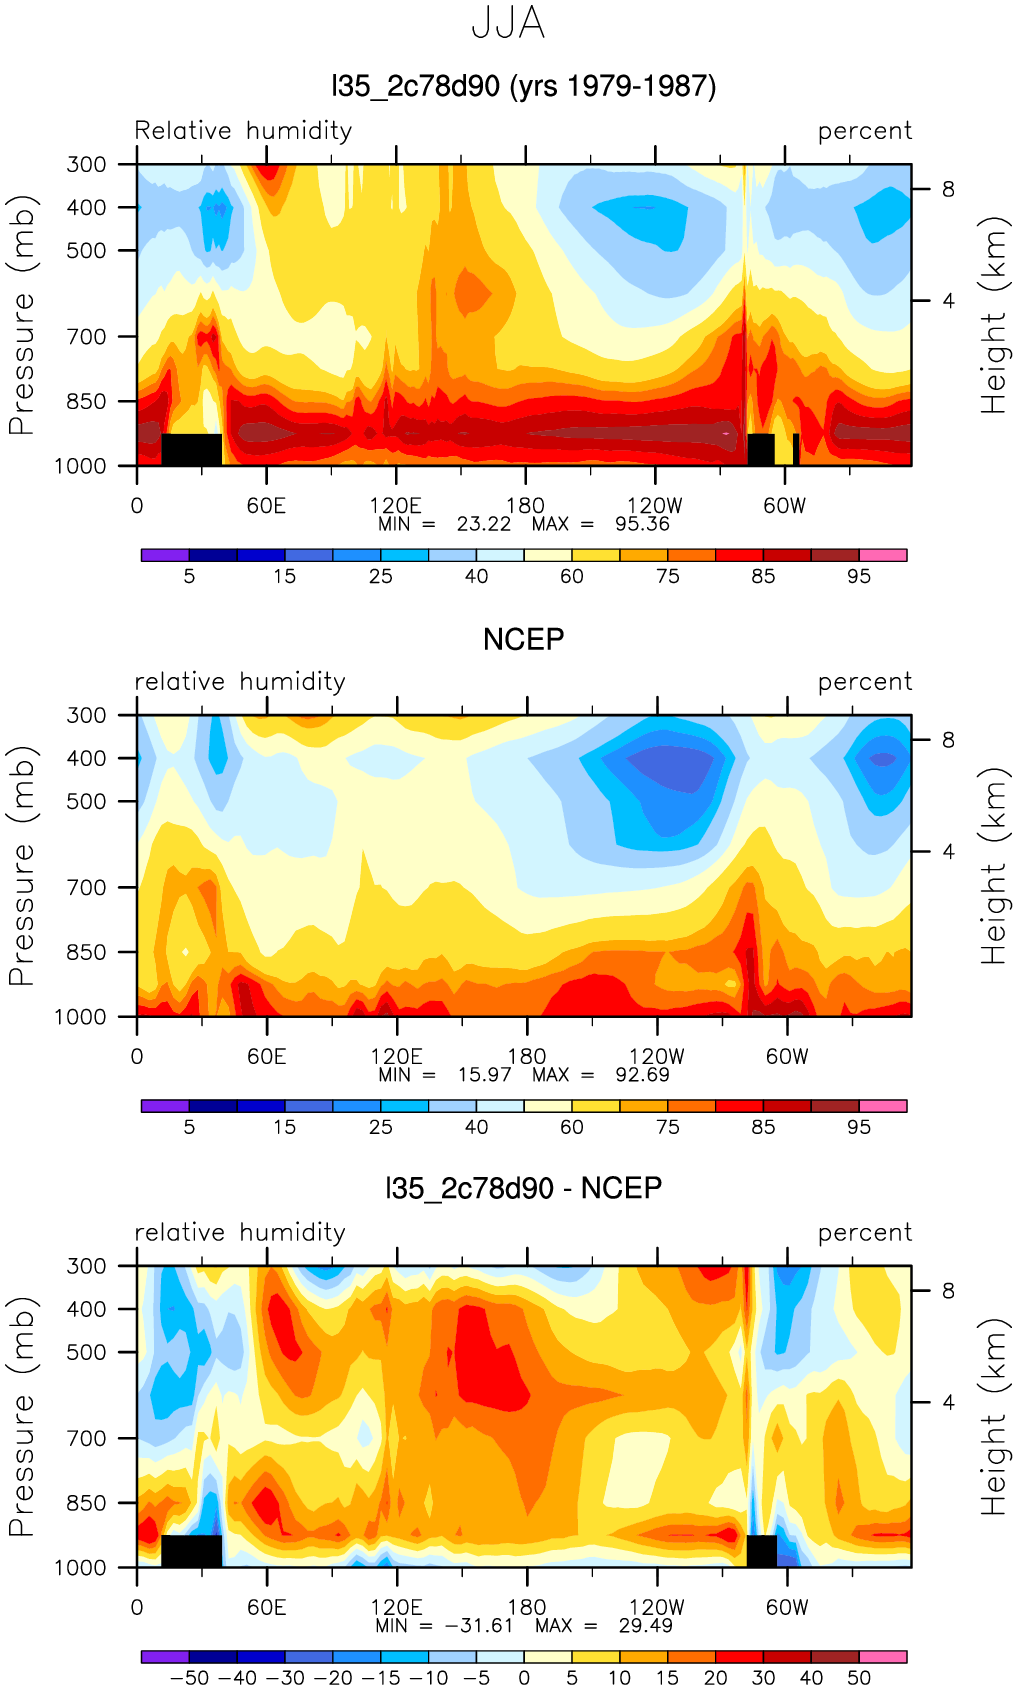 JJA
l35_2c78d90 (yrs 1979-1987)
Relative humidity percent
300
400
500
700
850
1000
Pressure (mb)
8
4
Height (km)
0 60E 120E 180 120W 60W
MIN = 23.22 MAX = 95.36
5 15 25 40 60 75 85 95
NCEP
relative humidity percent
300
400
500
700
850
1000
Pressure (mb)
8
4
Height (km)
0 60E 120E 180 120W 60W
MIN = 15.97 MAX = 92.69
5 15 25 40 60 75 85 95
l35_2c78d90 - NCEP
relative humidity percent
300
400
500
700
850
1000
Pressure (mb)
8
4
Height (km)
0 60E 120E 180 120W 60W
MIN = -31.61 MAX = 29.49
-50 -40 -30 -20 -15 -10 -5 0 5 10 15 20 30 40 50